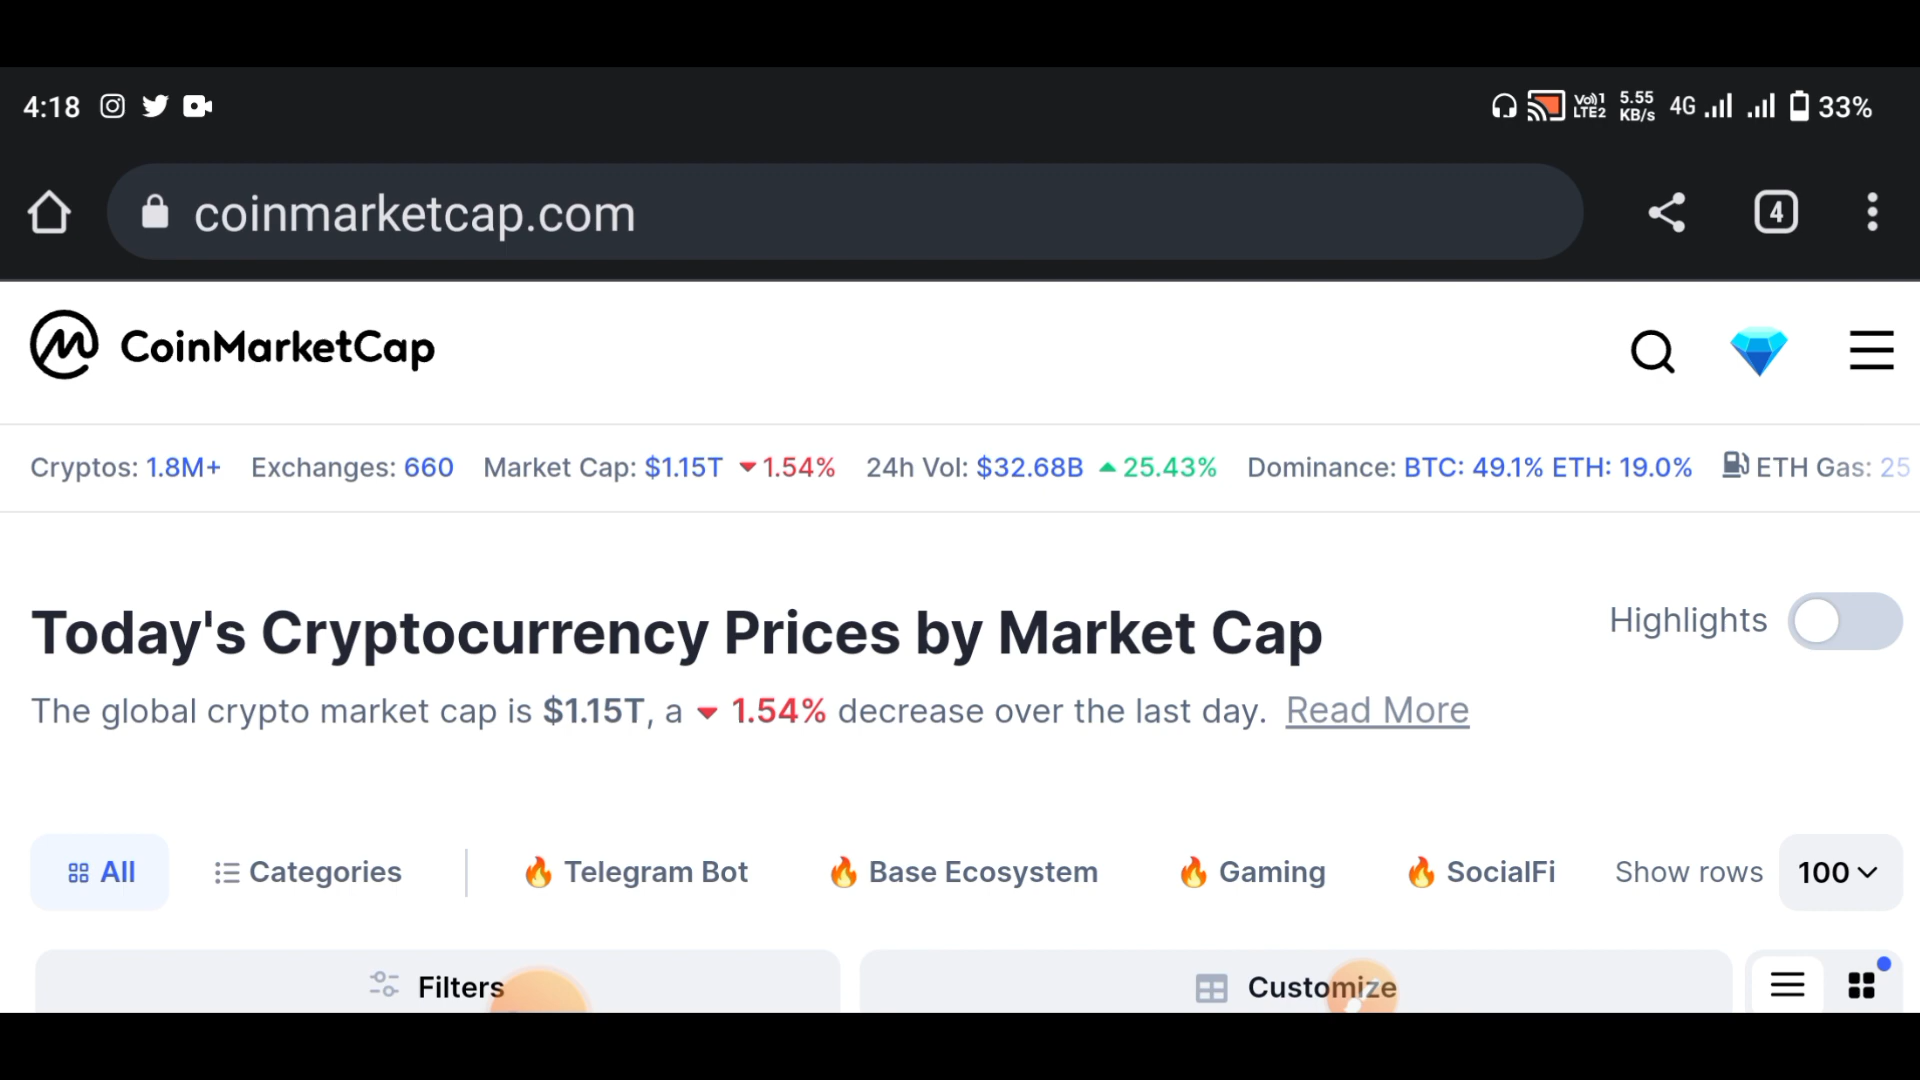 4:18 Vo)) 1 LTE2 5.55 KB/s 4G 33%
coinmarketcap.com 4
CoinMarketCap
Cryptos: 1.8M+ Exchanges: 660 Market Cap: $1.15T 1.54% 24h Vol: $32.68B 25.43% Dominance: BTC: 49.1% ETH: 19.0% ETH Gas: 25
Today's Cryptocurrency Prices by Market Cap Highlights
The global crypto market cap is $1.15T, a 1.54% decrease over the last day. Read More
All Categories Telegram Bot Base Ecosystem Gaming SocialFi Show rows 100
Filters Customize